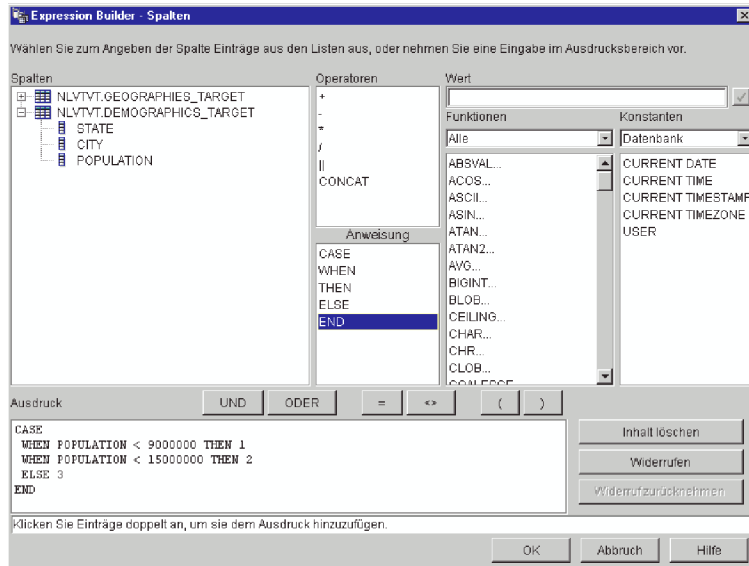 Expression Builder - Spalten
Wählen Sie zum Angeben der Spalte Einträge aus den Listen aus, oder nehmen Sie eine Eingabe im Ausdrucksbereich vor.
Spalten
NLVTVT.GEOGRAPHIES_TARGET
NLVTVT.DEMOGRAPHICS_TARGET
STATE
CITY
POPULATION
Operatoren
+
-
*
/
||
CONCAT
Anweisung
CASE
WHEN
THEN
ELSE
END
Wert
Funktionen
Alle
ABSVAL...
ACOS...
ASCII...
ASIN...
ATAN...
ATAN2...
AVG...
BIGINT...
BLOB...
CEILING...
CHAR...
CHR...
CLOB...
COALESCE
Konstanten
Datenbank
CURRENT DATE
CURRENT TIME
CURRENT TIMESTAMP
CURRENT TIMEZONE
USER
Ausdruck
UND
ODER
=
<>
(
)
CASE
WHEN POPULATION < 9000000 THEN 1
WHEN POPULATION < 15000000 THEN 2
ELSE 3
END
Inhalt löschen
Widerrufen
Widerruf zurücknehmen
Klicken Sie Einträge doppelt an, um sie dem Ausdruck hinzuzufügen.
OK
Abbruch
Hilfe